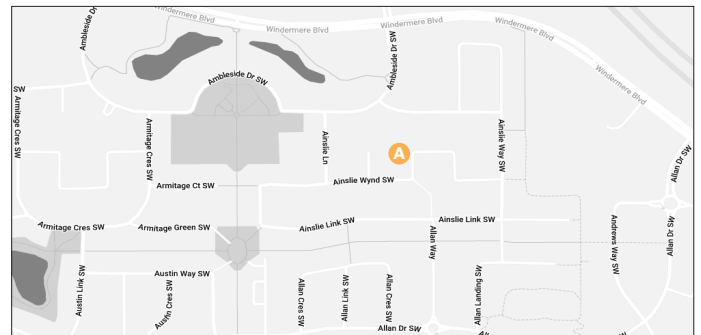 Windermere Blvd
Windermere Blvd
Windermere Blvd
Windermere Blvd
Ambleside Dr
Ambleside Dr SW
Ambleside Dr SW
SW
Armitage Cres SW
Armitage Cres SW
Ainslie Ln
A
Ainslie Way SW
Allan Dr SW
Armitage Ct SW
Ainslie Wynd SW
Armitage Cres SW
Armitage Green SW
Ainslie Link SW
Ainslie Link SW
Allan Way
Andrews Way SW
Allan Dr SW
Austin Way SW
Austin Link SW
Austin Cres SW
Allan Cres SW
Allan Link SW
Allan Cres SW
Allan Landing SW
Allan Dr SW
SW